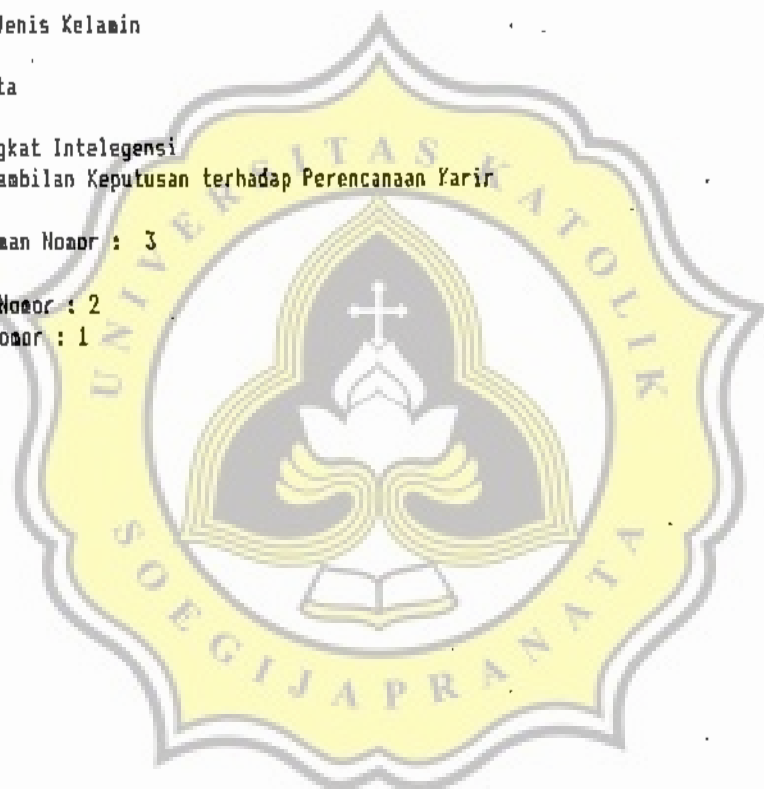 Jenis Kelamin
ta
gkat Intelegensi
ambilan Keputusan terhadap Perencanaan Karir
man Nomor : 3
Nomor : 2
omor : 1
UNIVERSITAS KATOLIK
SOEGIJAPRANATA